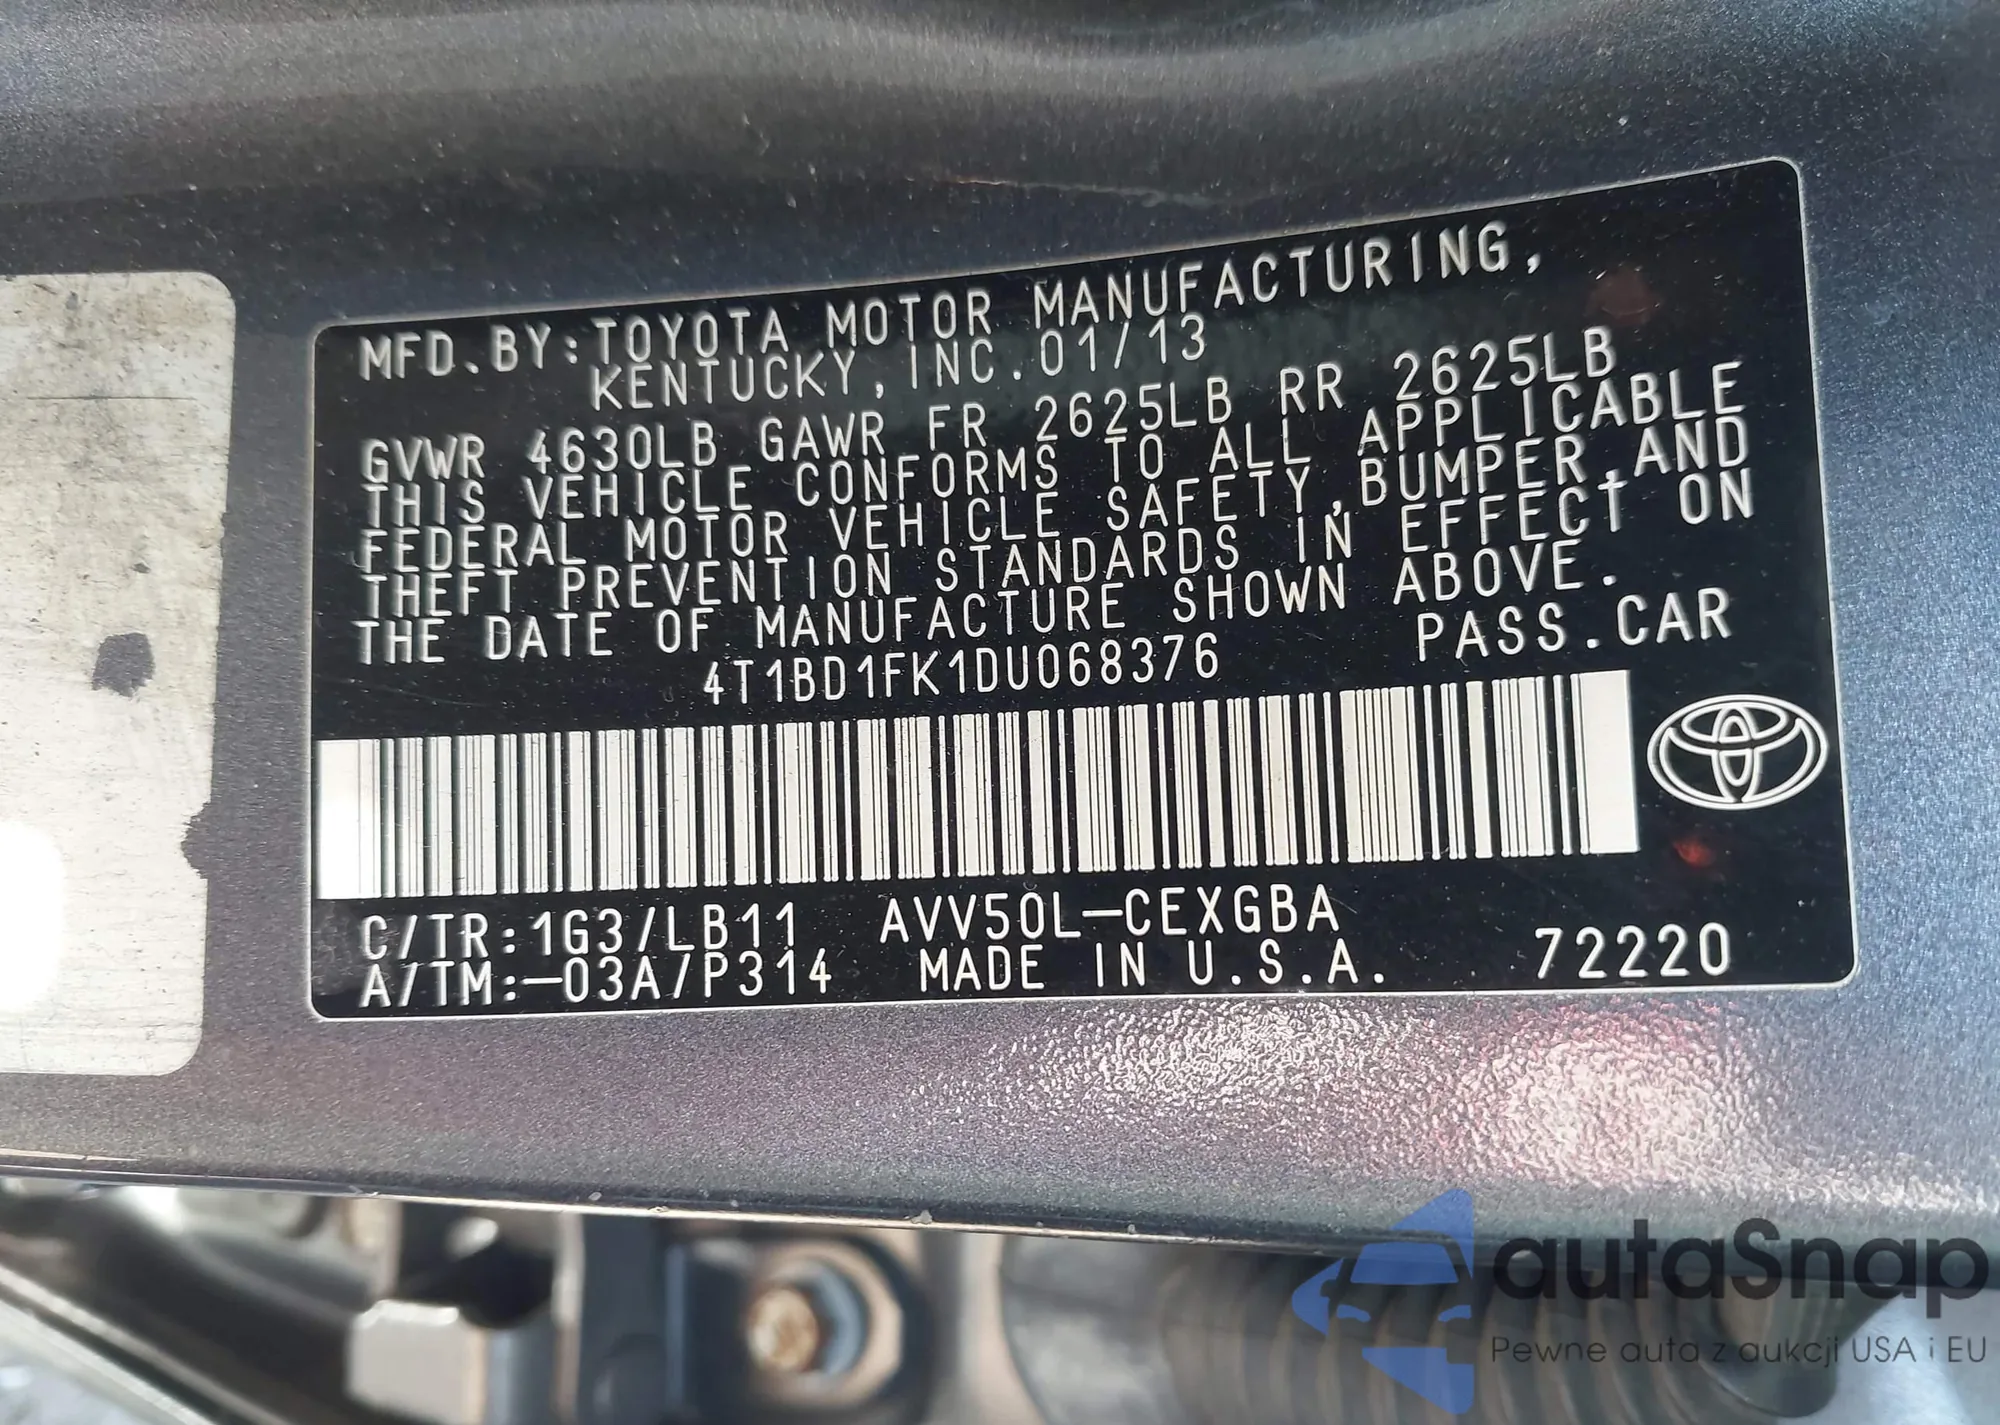 MFD.BY:TOYOTA MOTOR MANUFACTURING,
KENTUCKY,INC.01/13
GVWR 4630LB GAWR FR 2625LB RR 2625LB
THIS VEHICLE CONFORMS TO ALL APPLICABLE
FEDERAL MOTOR VEHICLE SAFETY,BUMPER,AND
THEFT PREVENTION STANDARDS IN EFFECT ON
THE DATE OF MANUFACTURE SHOWN ABOVE.
4T1BD1FK1DU068376 PASS.CAR
C/TR:1G3/LB11 AVV50L-CEXGBA
A/TM:-03A/P314 MADE IN U.S.A. 72220
autaSnap
Pewne auta z aukcji USA i EU